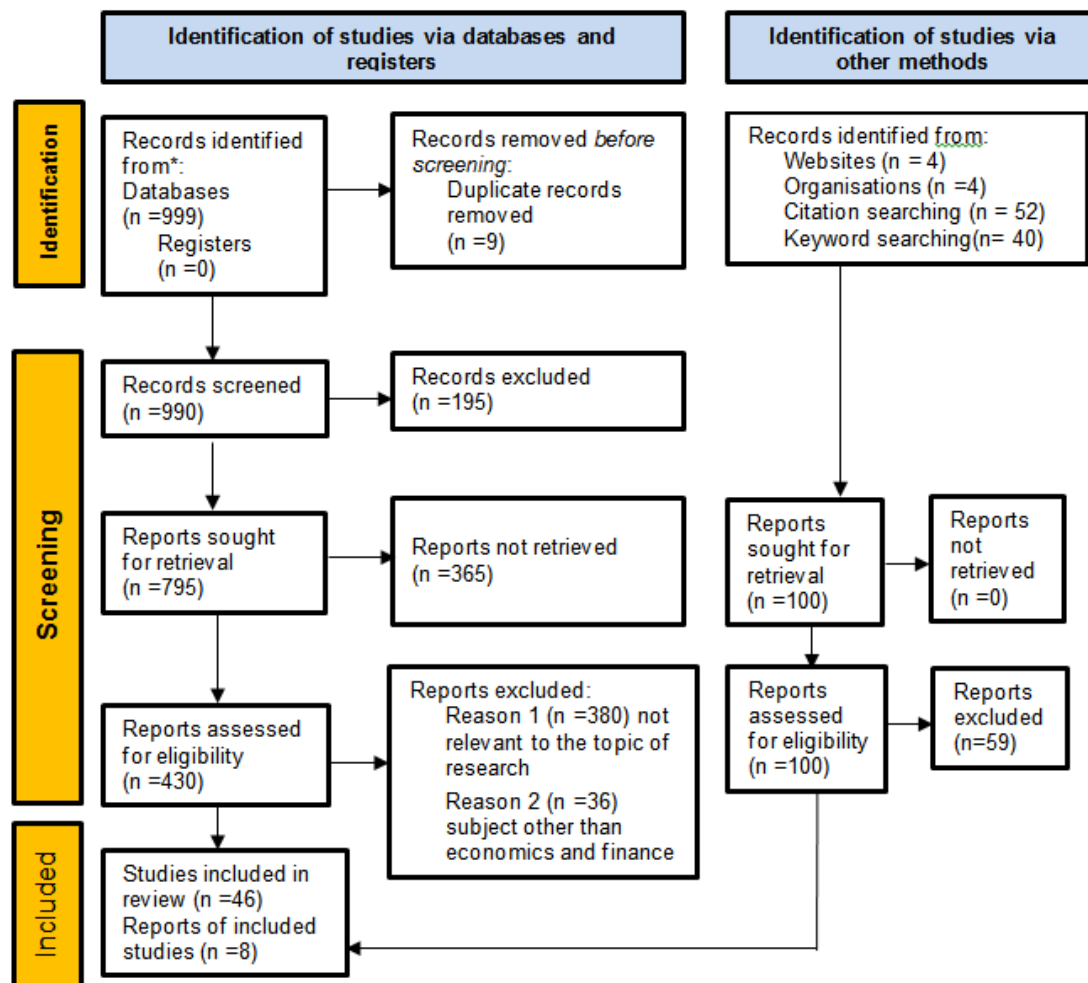 Identification of studies via databases and
registers
Identification of studies via
other methods
Identification
Records identified
from*:
Databases
(n =999)
Registers
(n =0)
Records removed before
screening:
Duplicate records
removed
(n =9)
Records identified from:
Websites (n = 4)
Organisations (n =4)
Citation searching (n = 52)
Keyword searching(n= 40)
Screening
Records screened
(n =990)
Records excluded
(n =195)
Reports sought
for retrieval
(n =795)
Reports not retrieved
(n =365)
Reports
sought for
retrieval
(n =100)
Reports
not
retrieved
(n =0)
Reports assessed
for eligibility
(n =430)
Reports excluded:
Reason 1 (n =380) not
relevant to the topic of
research
Reason 2 (n =36)
subject other than
economics and finance
Reports
assessed
for eligibility
(n =100)
Reports
excluded
(n=59)
Included
Studies included in
review (n =46)
Reports of included
studies (n =8)